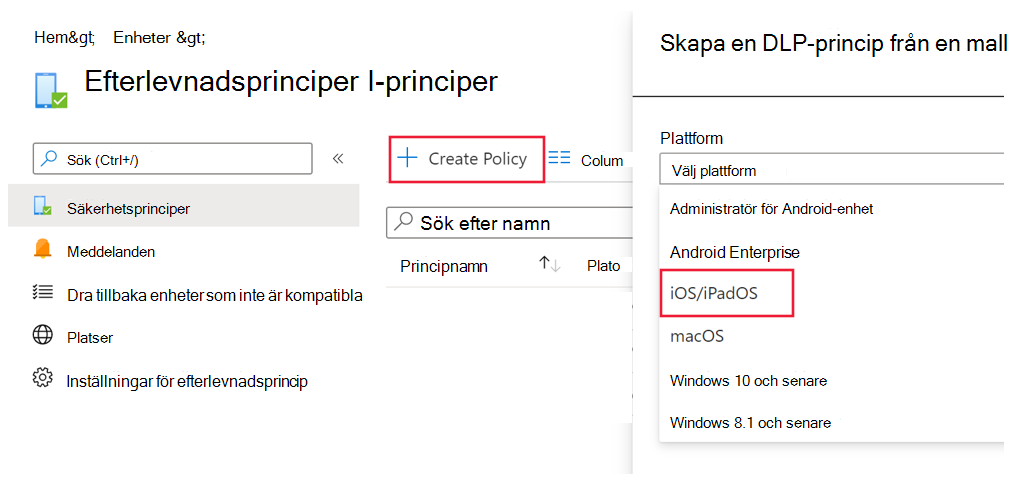 Hem&gt; Enheter &gt;
Efterlevnadsprinciper I-principer
Sök (Ctrl+/)
«
Säkerhetsprinciper
Meddelanden
Dra tillbaka enheter som inte är kompatibla
Platser
Inställningar för efterlevnadsprincip
+ Create Policy
Colum
Sök efter namn
Principnamn ↑↓ Plato
Skapa en DLP-princip från en mall
Plattform
Välj plattform
Administratör för Android-enhet
Android Enterprise
iOS/iPadOS
macOS
Windows 10 och senare
Windows 8.1 och senare